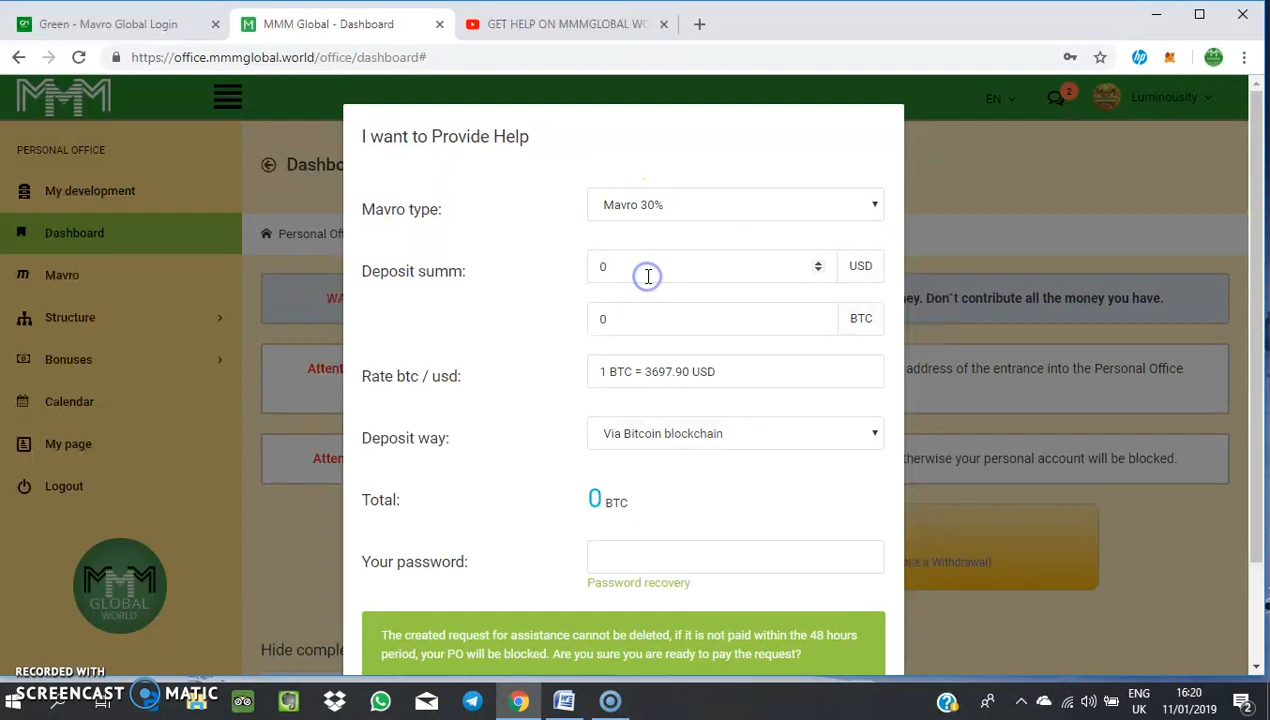 Green - Mavro Global Login
MMM Global - Dashboard
GET HELP ON MMMGLOBAL WO
https://office.mmmglobal.world/office/dashboard#
MMM
EN
2
Luminousity
PERSONAL OFFICE
My development
Dashboard
Mavro
Structure
Bonuses
Calendar
My page
Logout
MMM
GLOBAL
WORLD
Dashbo
Personal Of
WA
ney. Don`t contribute all the money you have.
Attent
address of the entrance into the Personal Office
Atten
otherwise your personal account will be blocked.
ake a Withdrawal)
Hide comple
I want to Provide Help
Mavro type:
Mavro 30%
Deposit summ:
0
USD
0
BTC
Rate btc / usd:
1 BTC = 3697.90 USD
Deposit way:
Via Bitcoin blockchain
Total:
0 BTC
Your password:
Password recovery
The created request for assistance cannot be deleted, if it is not paid within the 48 hours
period, your PO will be blocked. Are you sure you are ready to pay the request?
RECORDED WITH
SCREENCAST MATIC
ENG
UK
16:20
11/01/2019
2